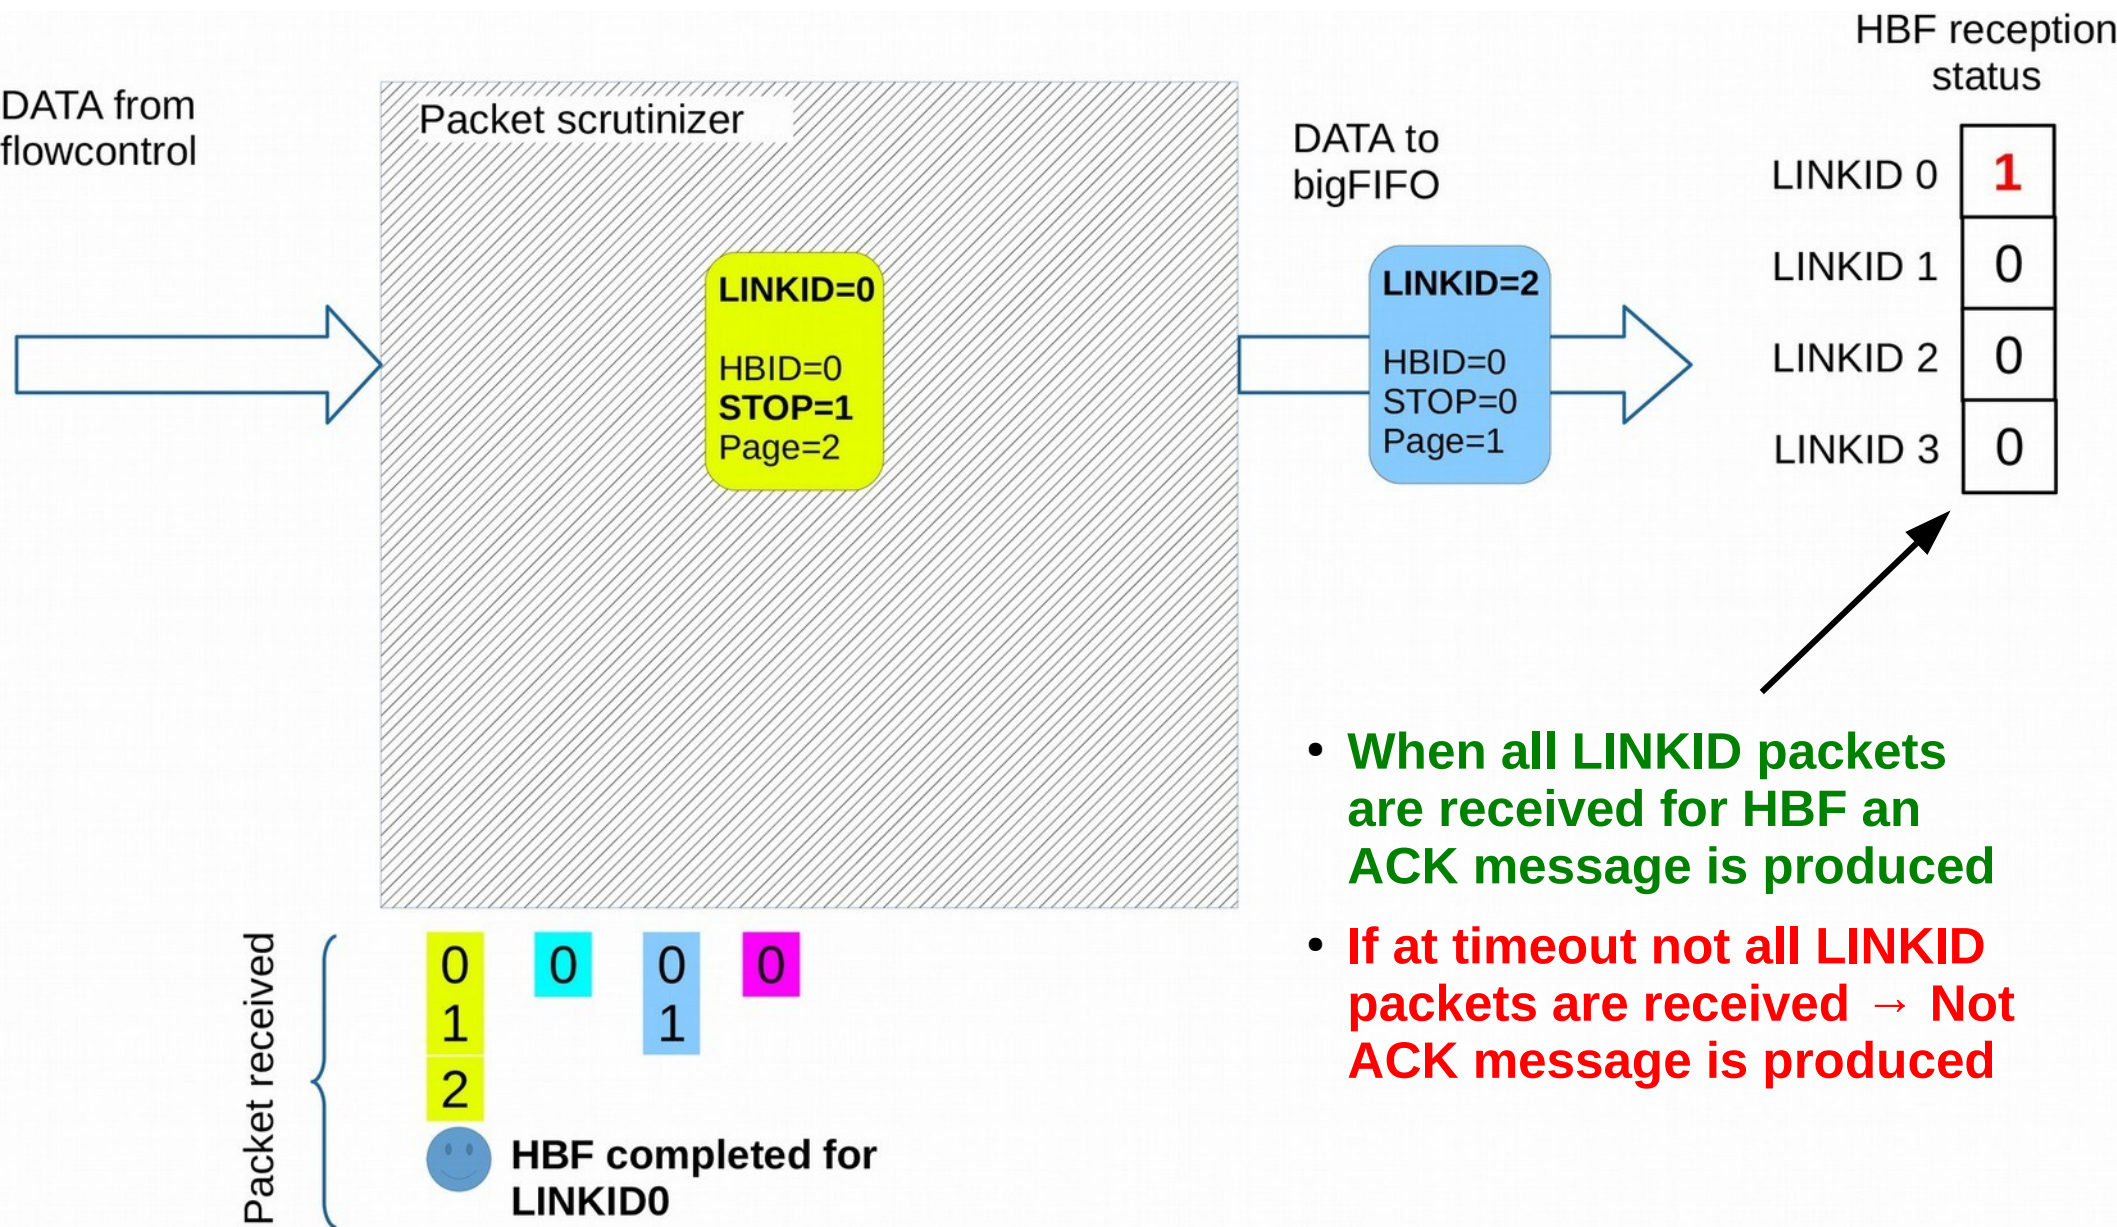 HBF reception
status
DATA from
flowcontrol
Packet scrutinizer
DATA to
bigFIFO
LINKID 0 1
LINKID 1 0
LINKID 2 0
LINKID 3 0
LINKID=0
HBID=0
STOP=1
Page=2
LINKID=2
HBID=0
STOP=0
Page=1
• When all LINKID packets
are received for HBF an
ACK message is produced
• If at timeout not all LINKID
packets are received → Not
ACK message is produced
Packet received
0 0 0 0
1 1
2
HBF completed for
LINKID0